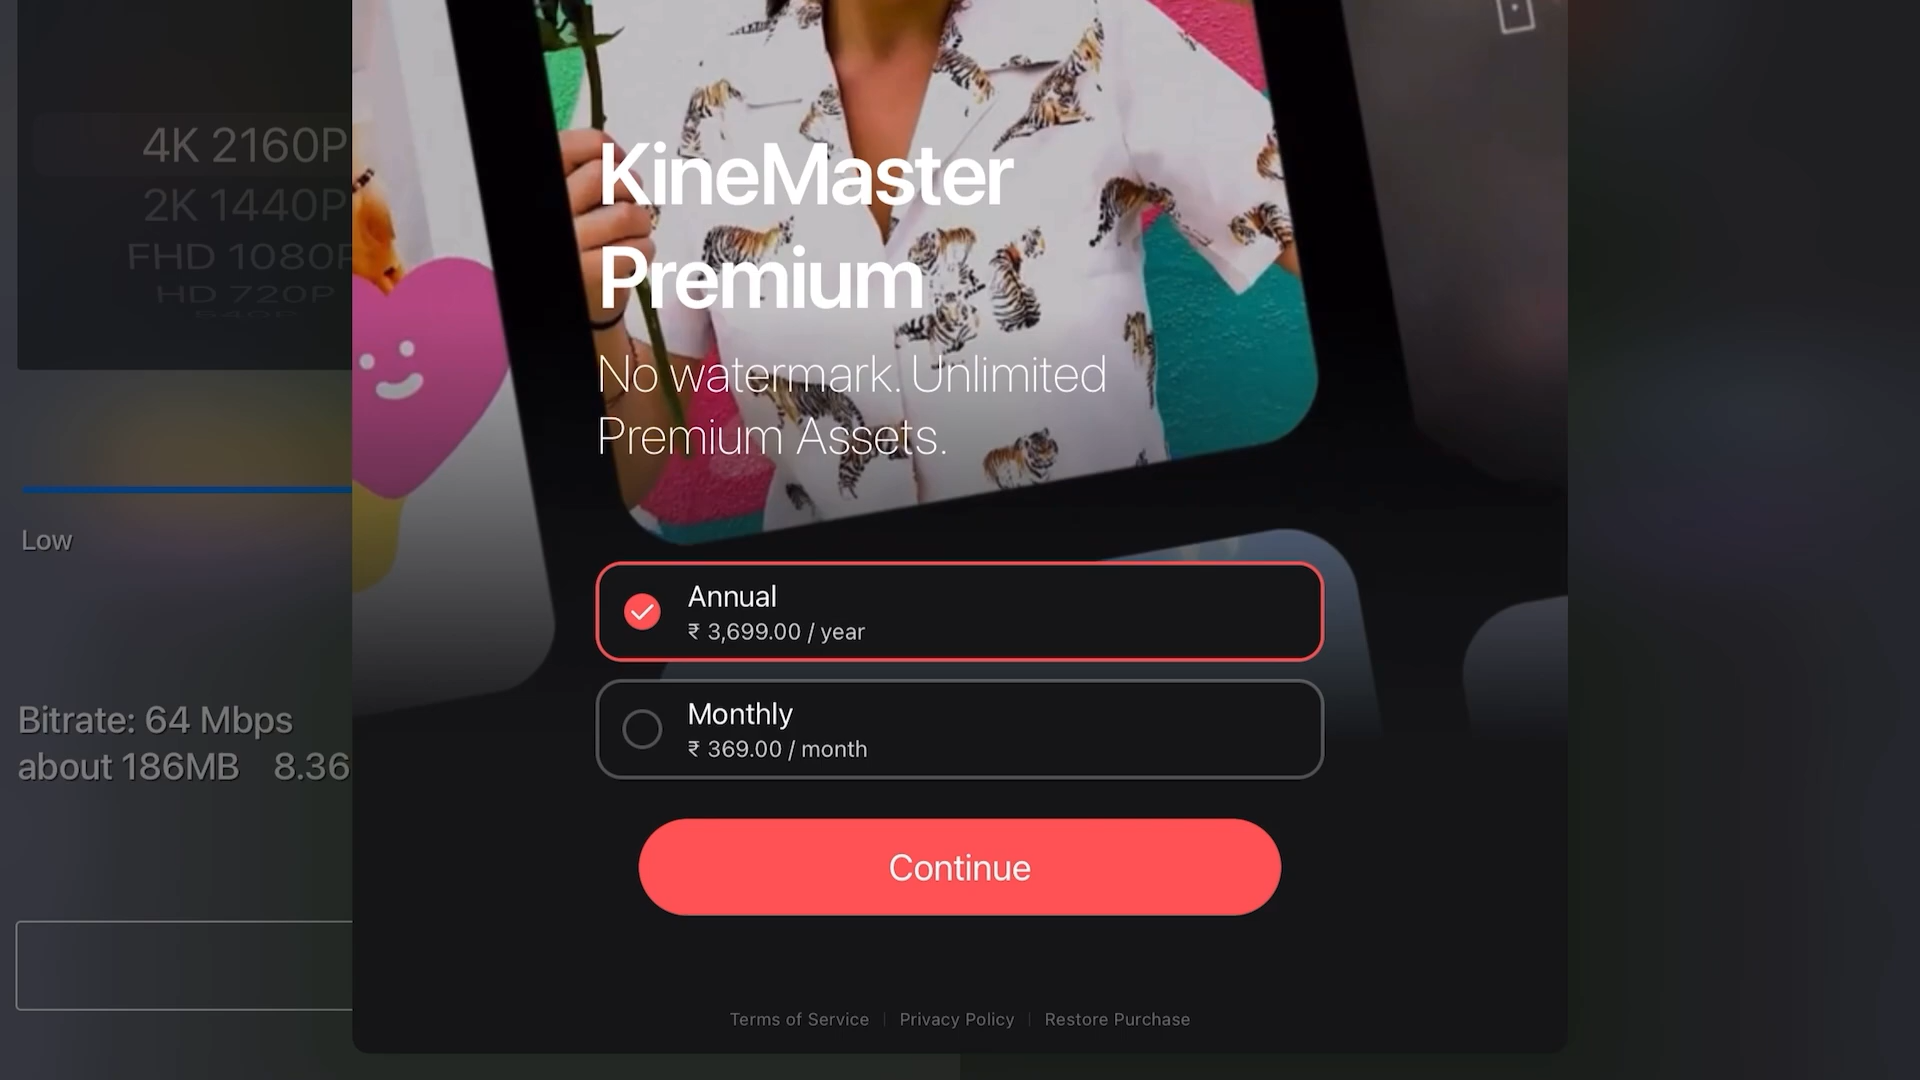 4K 2160P
2K 1440P
FHD 1080P
HD 720P
540P
Low
Bitrate: 64 Mbps
about 186MB 8.36
KineMaster
Premium
No watermark. Unlimited
Premium Assets.
Annual
₹ 3,699.00 / year
Monthly
₹ 369.00 / month
Continue
Terms of Service | Privacy Policy | Restore Purchase